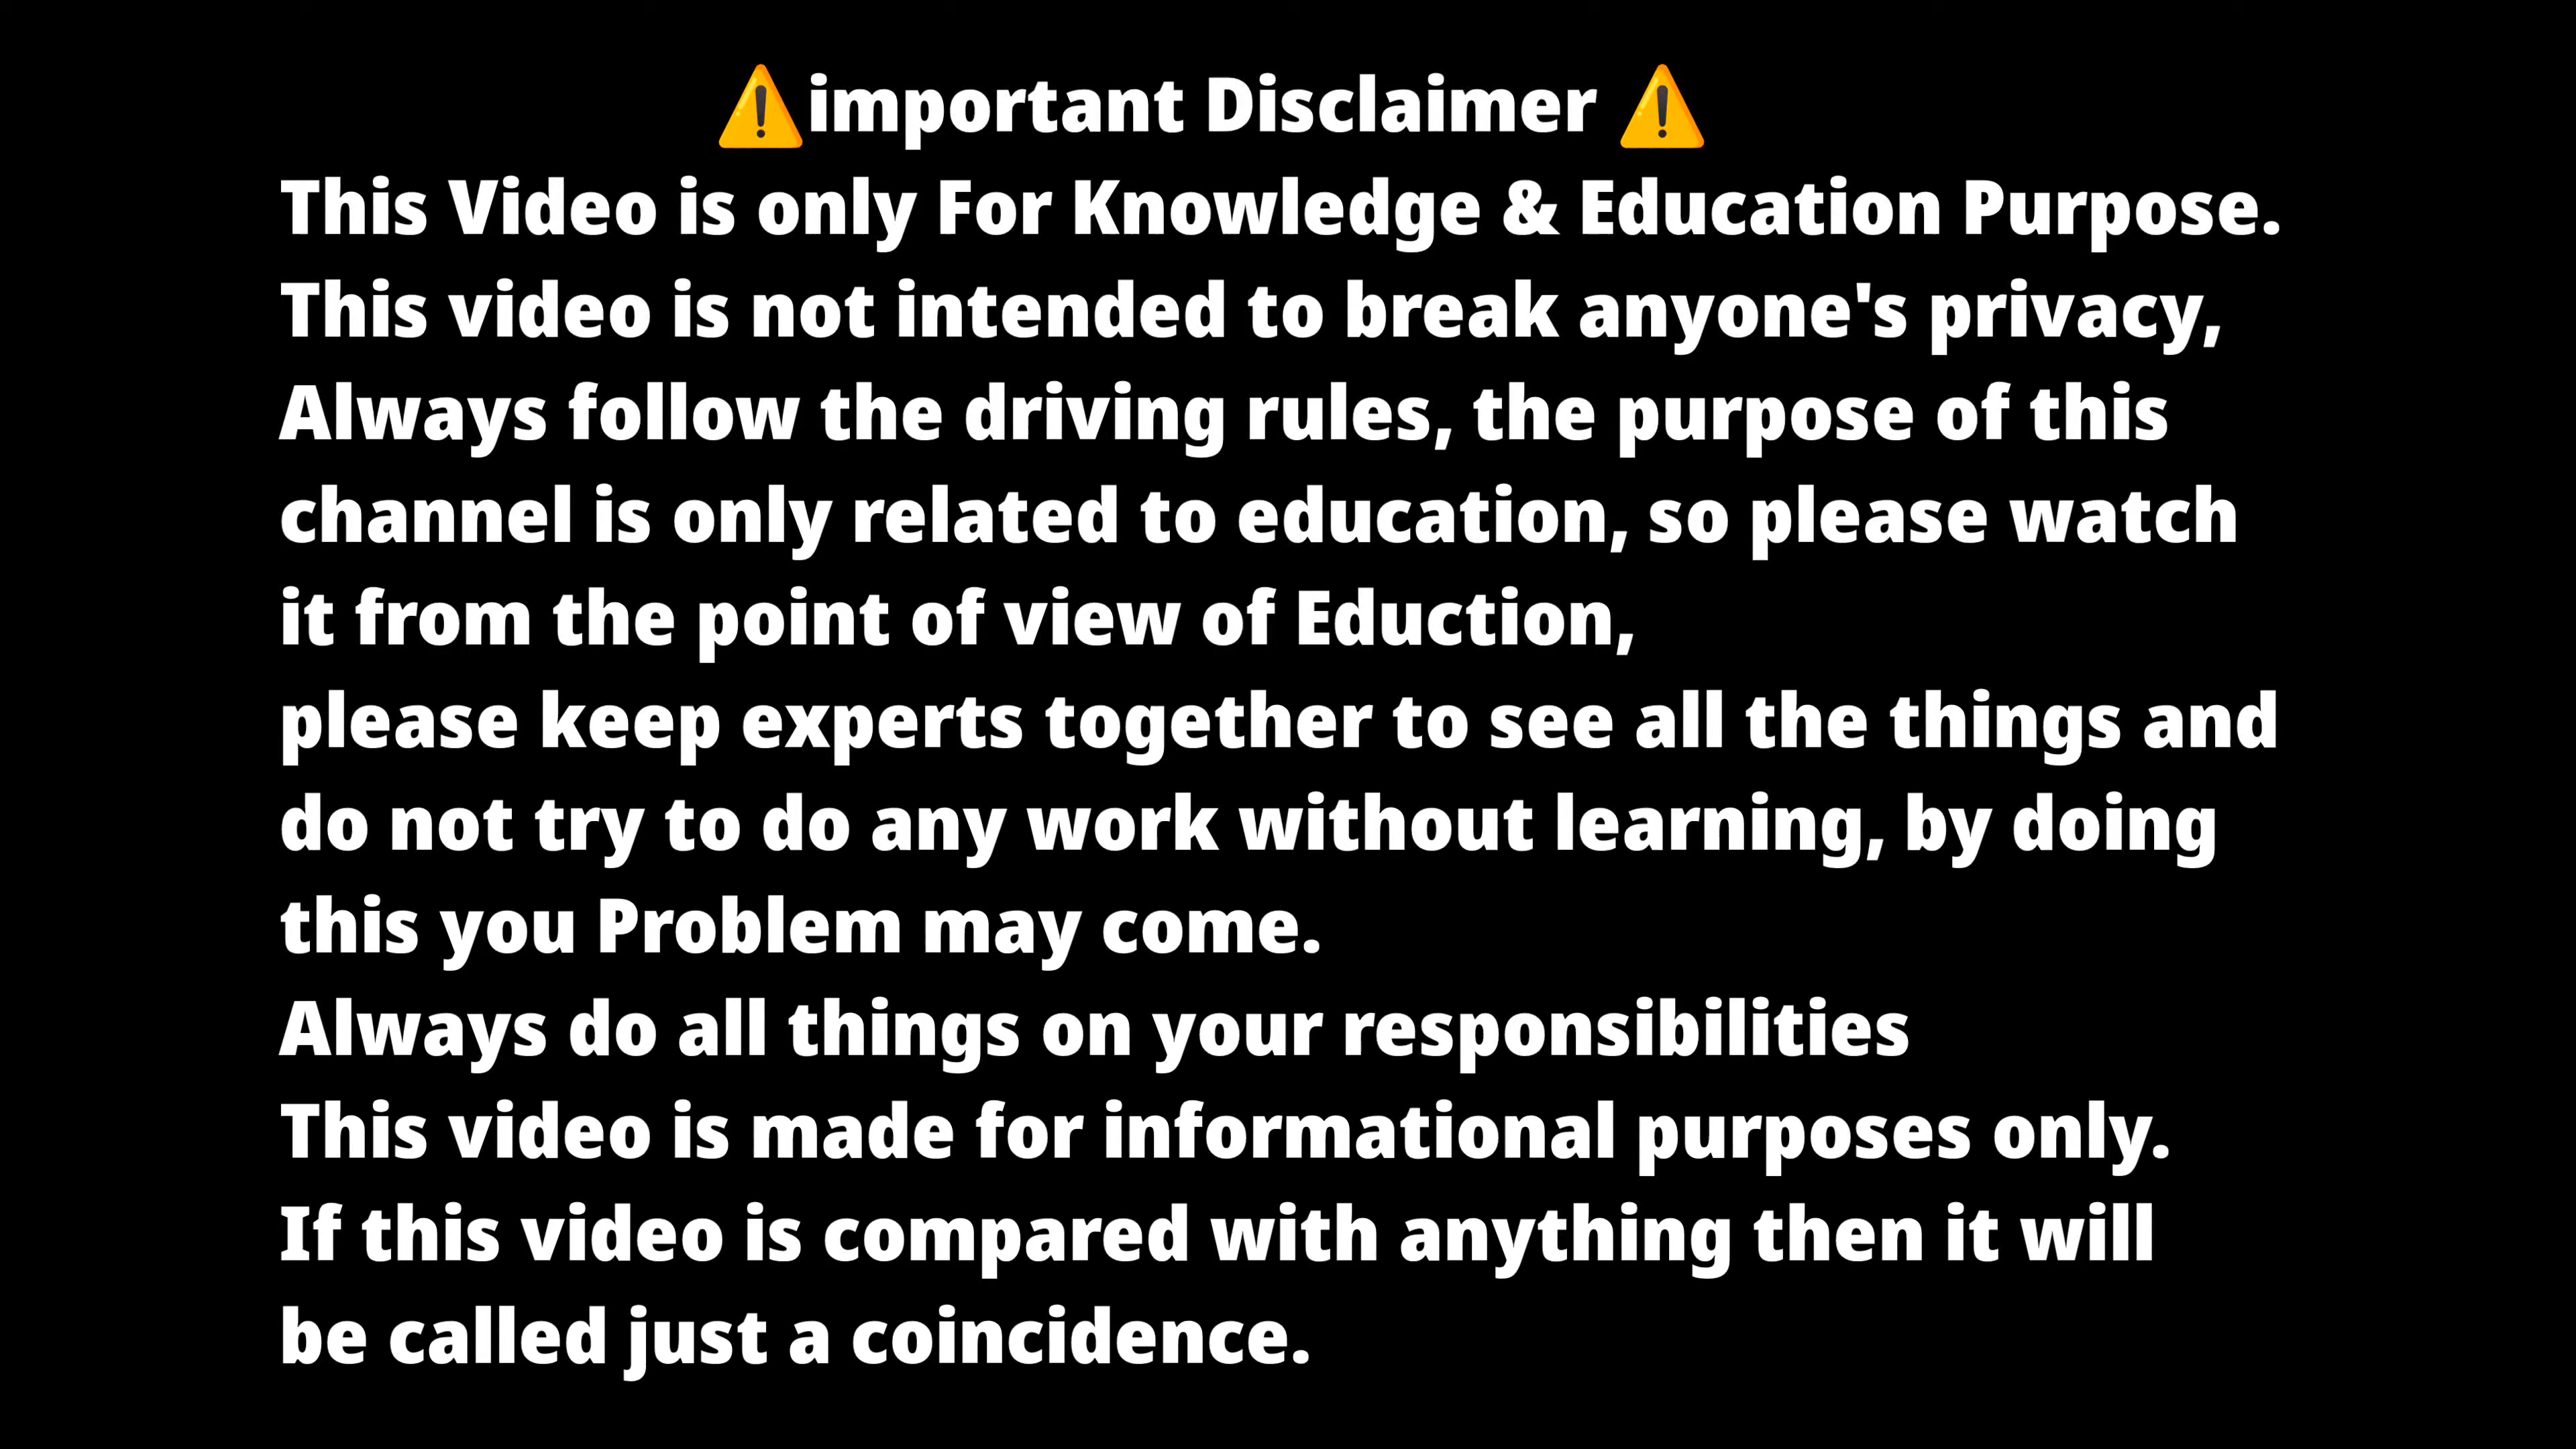 ⚠️important Disclaimer ⚠️
This Video is only For Knowledge & Education Purpose.
This video is not intended to break anyone's privacy,
Always follow the driving rules, the purpose of this
channel is only related to education, so please watch
it from the point of view of Eduction,
please keep experts together to see all the things and
do not try to do any work without learning, by doing
this you Problem may come.
Always do all things on your responsibilities
This video is made for informational purposes only.
If this video is compared with anything then it will
be called just a coincidence.